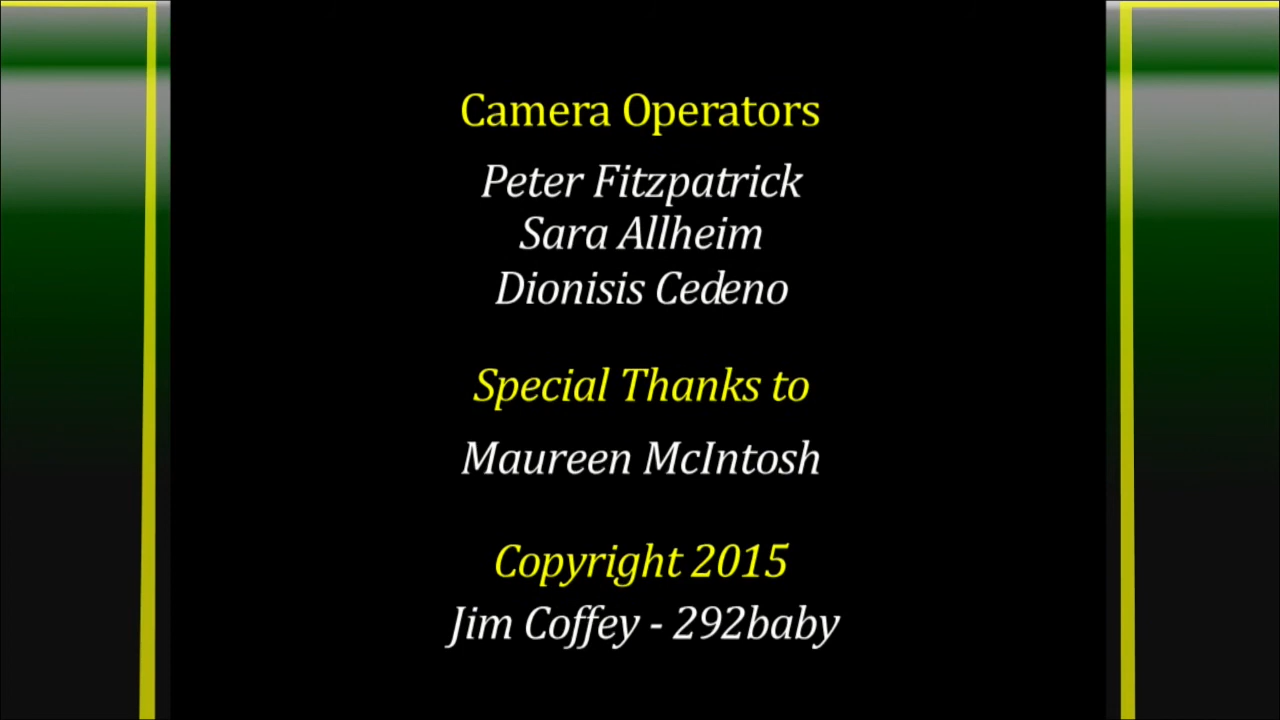 Camera Operators
Peter Fitzpatrick
Sara Allheim
Dionisis Cedeno
Special Thanks to
Maureen McIntosh
Copyright 2015
Jim Coffey - 292baby